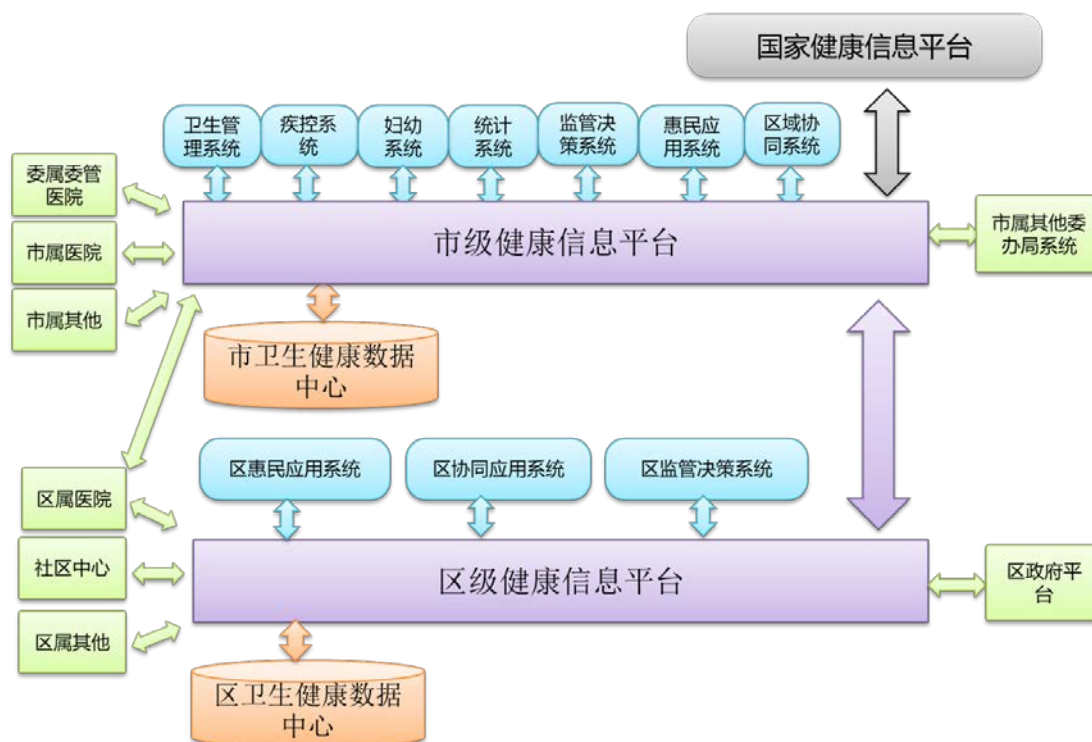 国家健康信息平台
卫生管
理系统
疾控系
统
妇幼
系统
统计
系统
监管决
策系统
惠民应
用系统
区域协
同系统
委属委管
医院
市属医院
市属其他
市级健康信息平台
市属其他委
办局系统
市卫生健康数据
中心
区惠民应用系统
区协同应用系统
区监管决策系统
区属医院
社区中心
区属其他
区级健康信息平台
区政府平
台
区卫生健康数据
中心